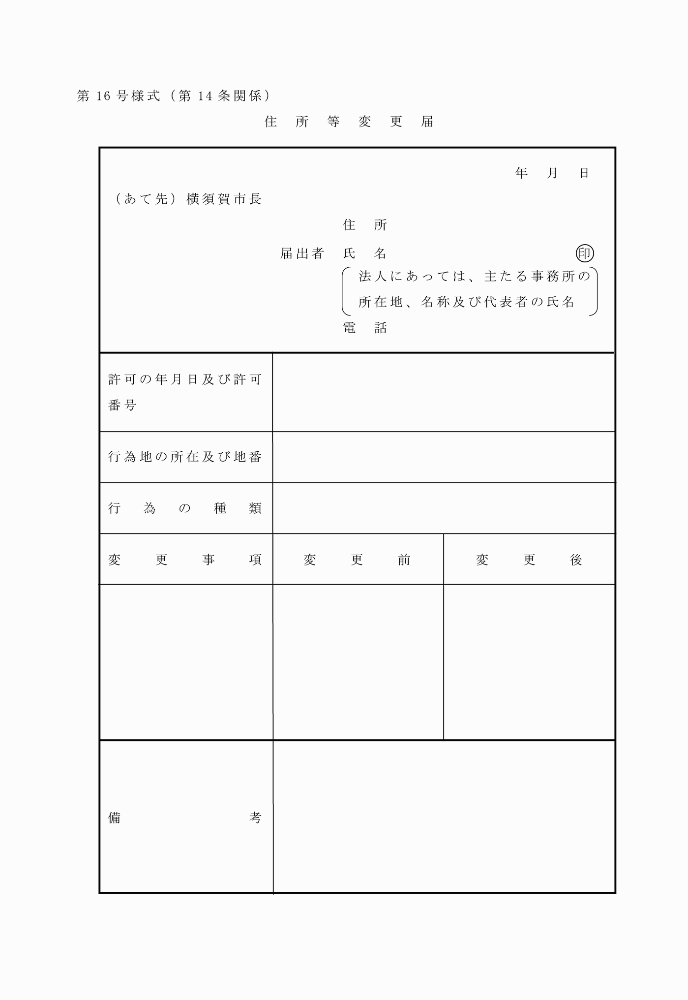 第16号様式（第14条関係）
住所等変更届
年　月　日
（あて先）横須賀市長
住　所
届出者　氏　名　㊞
法人にあっては、主たる事務所の
所在地、名称及び代表者の氏名
電　話
許可の年月日及び許可
番号
行為地の所在及び地番
行為の種類
変更事項　変更前　変更後
備考